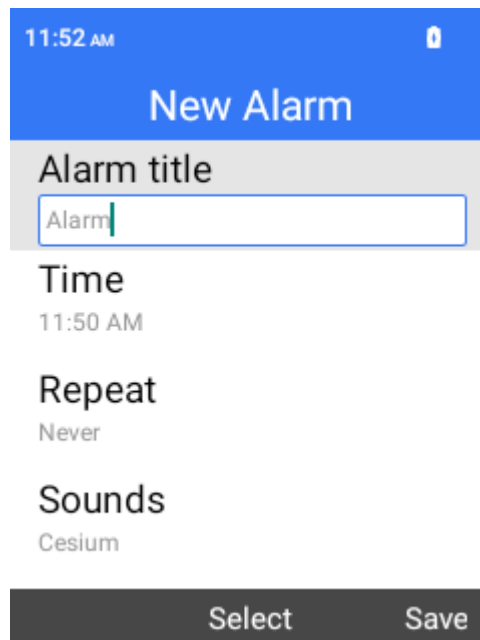 11:52 AM
New Alarm
Alarm title
Alarm
Time
11:50 AM
Repeat
Never
Sounds
Cesium
Select Save